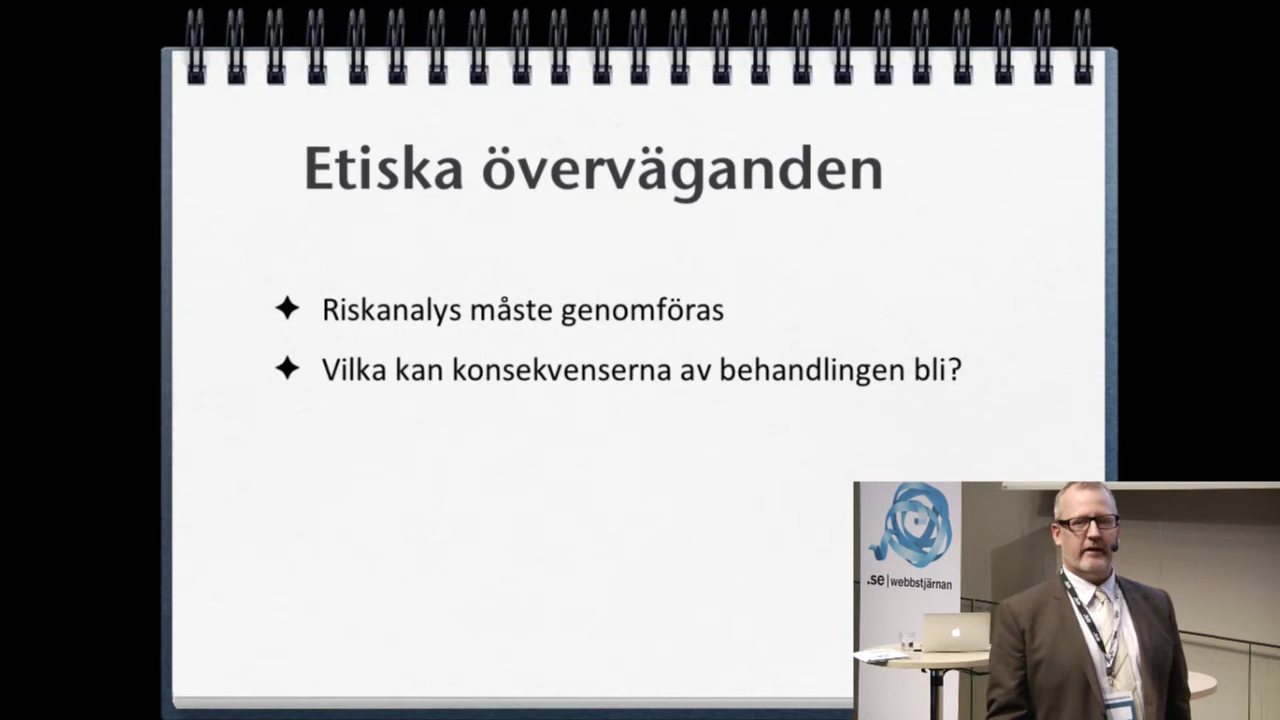 Etiska överväganden
Riskanalys måste genomföras
Vilka kan konsekvenserna av behandlingen bli?
.se | webbstjärnan